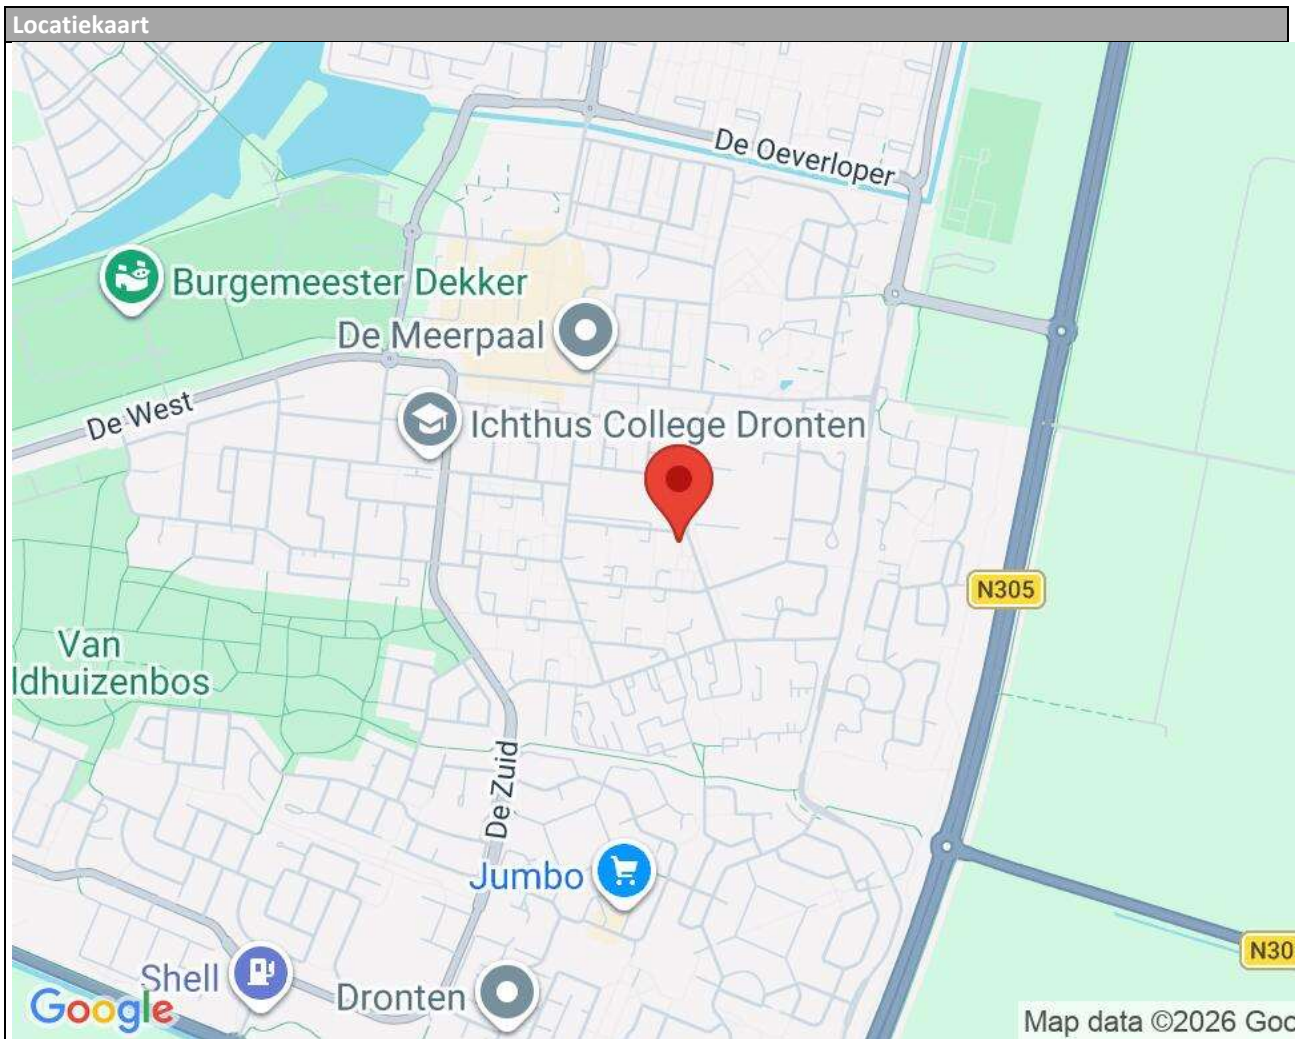 Locatiekaart
De Oeverloper
Burgemeester Dekker
De Meerpaal
De West
Ichthus College Dronten
N305
Van
ldhuizenbos
De Zuid
Jumbo
N30
Shell
Dronten
Google
Map data ©2026 Goo